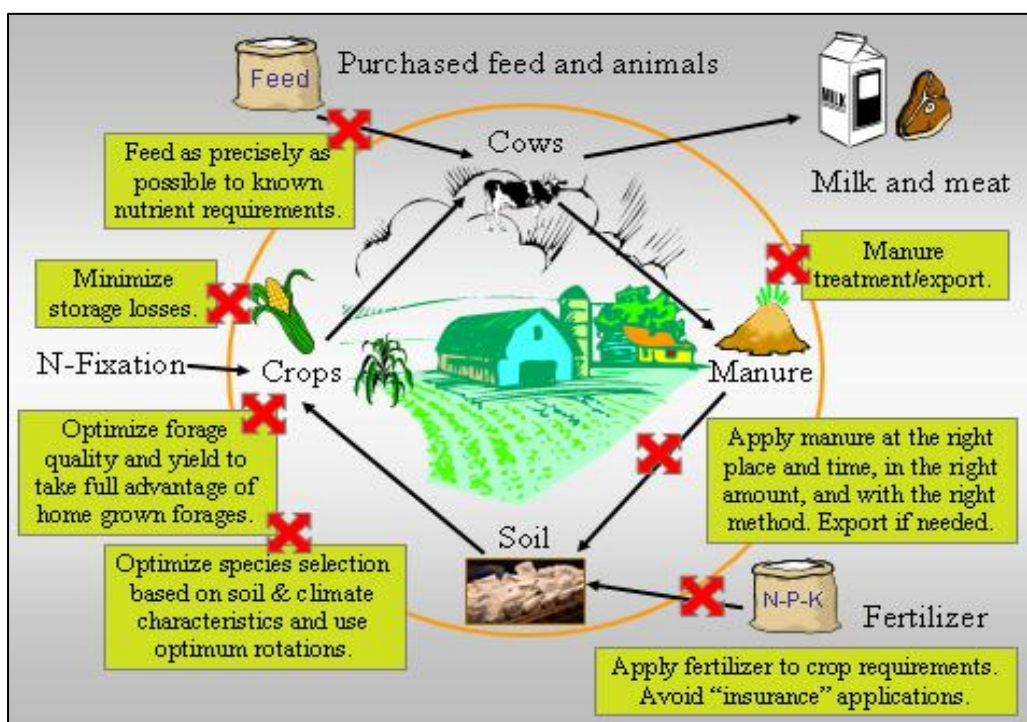 Feed
Purchased feed and animals
Cows
MILK
Milk and meat
Feed as precisely as
possible to known
nutrient requirements.
Manure
treatment/export.
Minimize
storage losses.
N-Fixation
Crops
Manure
Optimize forage
quality and yield to
take full advantage of
home grown forages.
Apply manure at the right
place and time, in the right
amount, and with the right
method. Export if needed.
Soil
Optimize species selection
based on soil & climate
characteristics and use
optimum rotations.
N-P-K
Fertilizer
Apply fertilizer to crop requirements.
Avoid “insurance” applications.